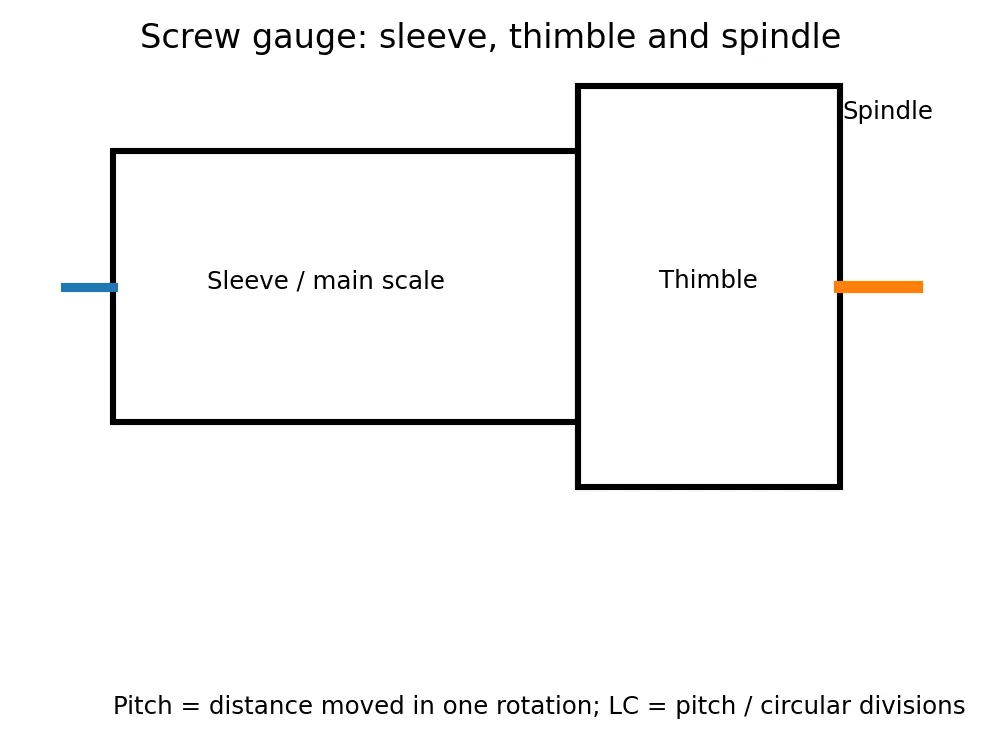 Screw gauge: sleeve, thimble and spindle
Spindle
Sleeve / main scale
Thimble
Pitch = distance moved in one rotation; LC = pitch / circular divisions